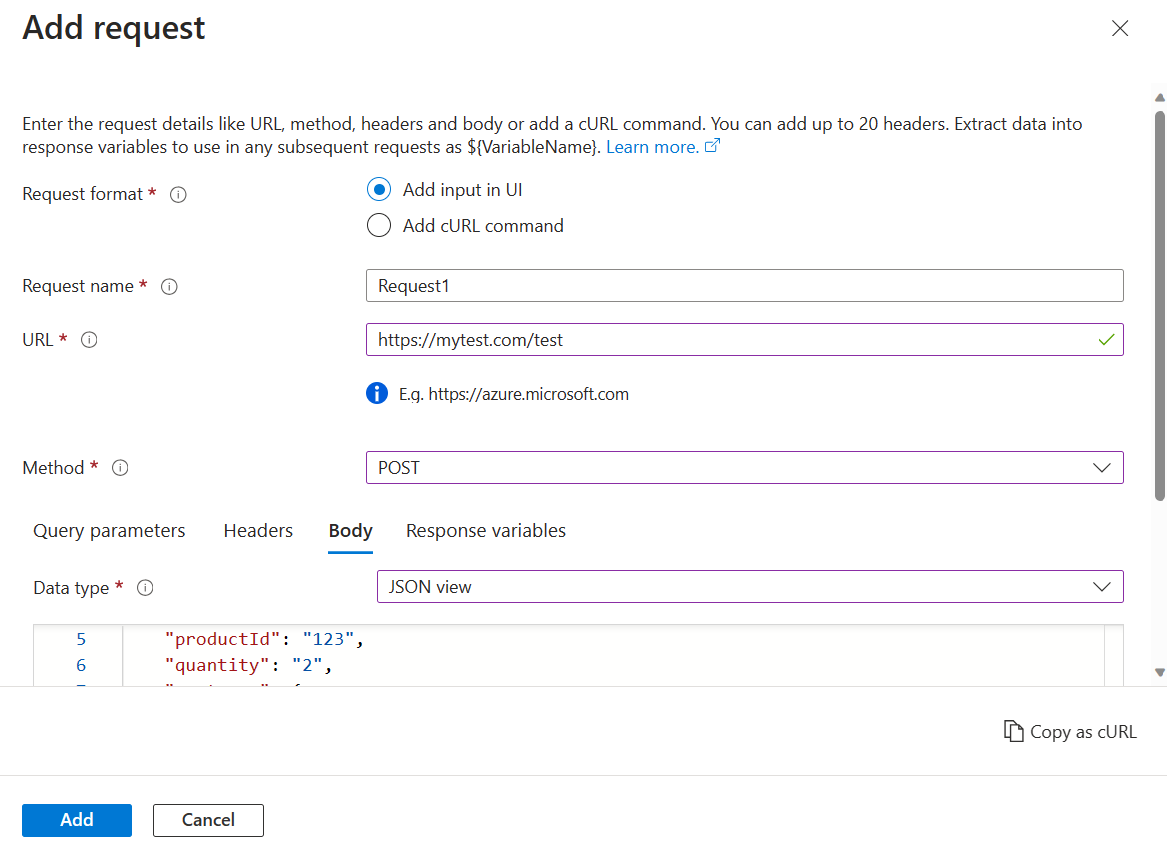 Add request
Enter the request details like URL, method, headers and body or add a cURL command. You can add up to 20 headers. Extract data into
response variables to use in any subsequent requests as ${VariableName}. Learn more.
Request format *
Add input in UI
Add cURL command
Request name *
Request1
URL *
https://mytest.com/test
E.g. https://azure.microsoft.com
Method *
POST
Query parameters Headers Body Response variables
Data type *
JSON view
5 "productId": "123",
6 "quantity": "2",
Copy as cURL
Add Cancel